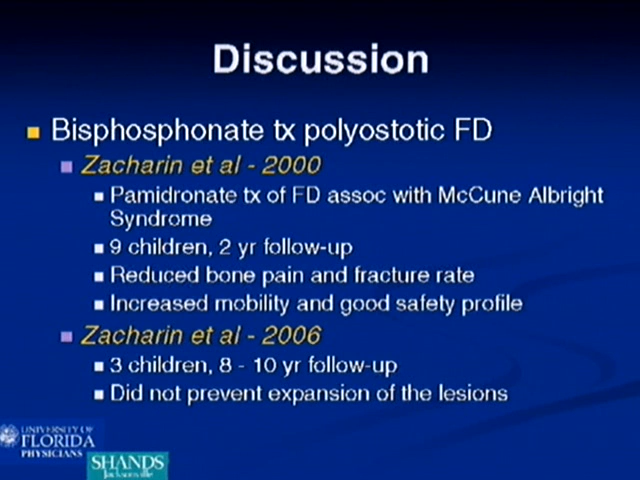 Discussion
Bisphosphonate tx polyostotic FD
Zacharin et al - 2000
Pamidronate tx of FD assoc with McCune Albright
Syndrome
9 children, 2 yr follow-up
Reduced bone pain and fracture rate
Increased mobility and good safety profile
Zacharin et al - 2006
3 children, 8 - 10 yr follow-up
Did not prevent expansion of the lesions
UNIVERSITY OF
FLORIDA
PHYSICIANS
SHANDS
Jacksonville